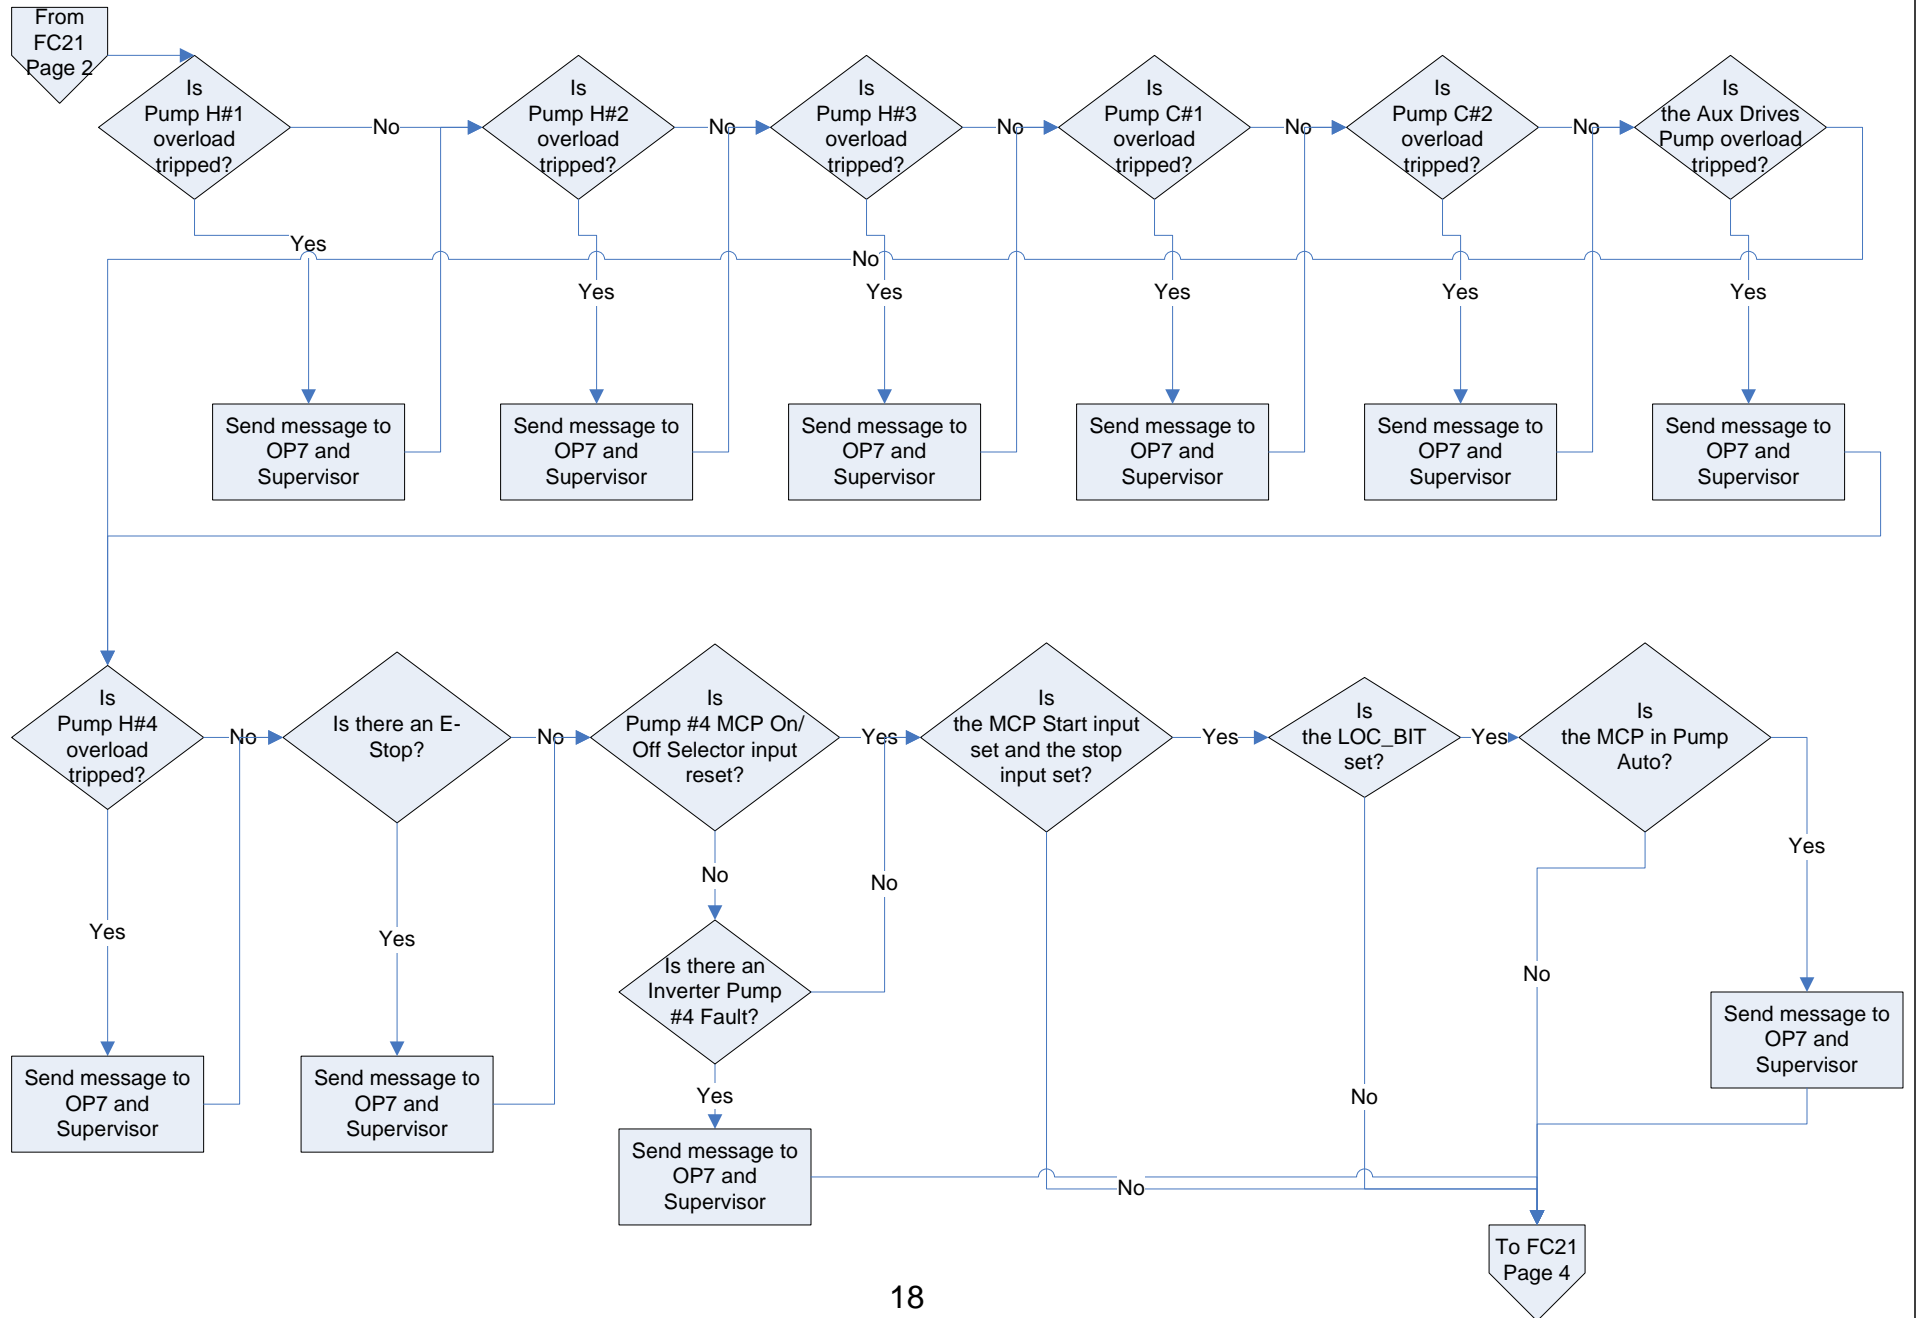 From
FC21
Page 2
Is
Pump H#1
overload
tripped?
No
Is
Pump H#2
overload
tripped?
No
Is
Pump H#3
overload
tripped?
No
Is
Pump C#1
overload
tripped?
No
Is
Pump C#2
overload
tripped?
No
Is
the Aux Drives
Pump overload
tripped?
Yes
No
Yes
Yes
Yes
Yes
Yes
Send message to
OP7 and
Supervisor
Send message to
OP7 and
Supervisor
Send message to
OP7 and
Supervisor
Send message to
OP7 and
Supervisor
Send message to
OP7 and
Supervisor
Send message to
OP7 and
Supervisor
Is
Pump H#4
overload
tripped?
No
Is there an E-
Stop?
No
Is
Pump #4 MCP On/
Off Selector input
reset?
Yes
Is
the MCP Start input
set and the stop
input set?
Yes
Is
the LOC_BIT
set?
Yes
Is
the MCP in Pump
Auto?
Yes
No
No
Yes
Yes
Is there an
Inverter Pump
#4 Fault?
No
Send message to
OP7 and
Supervisor
Send message to
OP7 and
Supervisor
Send message to
OP7 and
Supervisor
Yes
No
Send message to
OP7 and
Supervisor
No
To FC21
Page 4
18